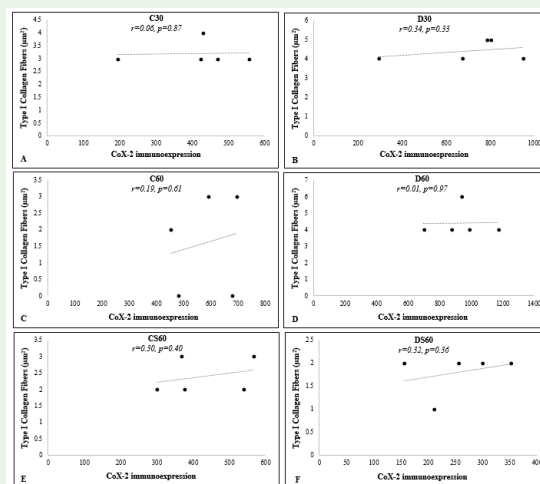 C30
r=0.06, p=0.87
Type I Collagen Fibers (µm²)
4.5
4
3.5
3
2.5
2
1.5
1
0.5
0
0 100 200 300 400 500 600
A
CoX-2 immunoexpression
D30
r=0.34, p=0.33
Type I Collagen Fibers (µm²)
6
5
4
3
2
1
0
0 200 400 600 800 1000
B
CoX-2 immunoexpression
C60
r=0.19, p=0.61
Type I Collagen Fibers (µm²)
3.5
3
2.5
2
1.5
1
0.5
0
0 100 200 300 400 500 600 700 800
C
CoX-2 immunoexpression
D60
r=0.01, p=0.97
Type I Collagen Fibers (µm²)
7
6
5
4
3
2
1
0
0 200 400 600 800 1000 1200 1400
D
CoX-2 immunoexpression
CS60
r=0.30, p=0.40
Type I Collagen Fibers (µm²)
3.5
3
2.5
2
1.5
1
0.5
0
0 100 200 300 400 500 600
E
CoX-2 immunoexpression
DS60
r=0.32, p=0.36
Type I Collagen Fibers (µm²)
2.5
2
1.5
1
0.5
0
0 50 100 150 200 250 300 350 400
F
CoX-2 immunoexpression